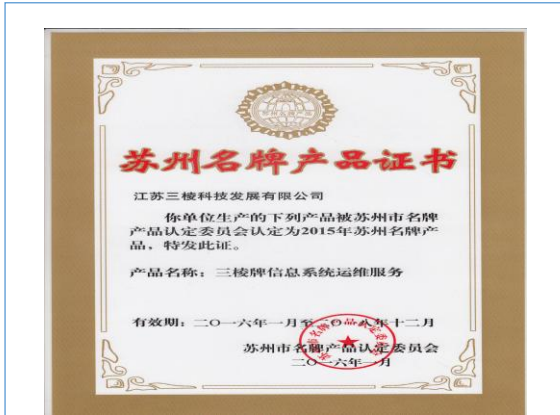 苏州名牌产品
苏州名牌产品证书
江苏三棱科技发展有限公司
你单位生产的下列产品被苏州市名牌
产品认定委员会认定为2015年苏州名牌产
品，特发此证。
产品名称：三棱牌信息系统运维服务
有效期：二〇一六年一月至二〇一八年十二月
苏州市名牌产品认定委员会
二〇一六年一月